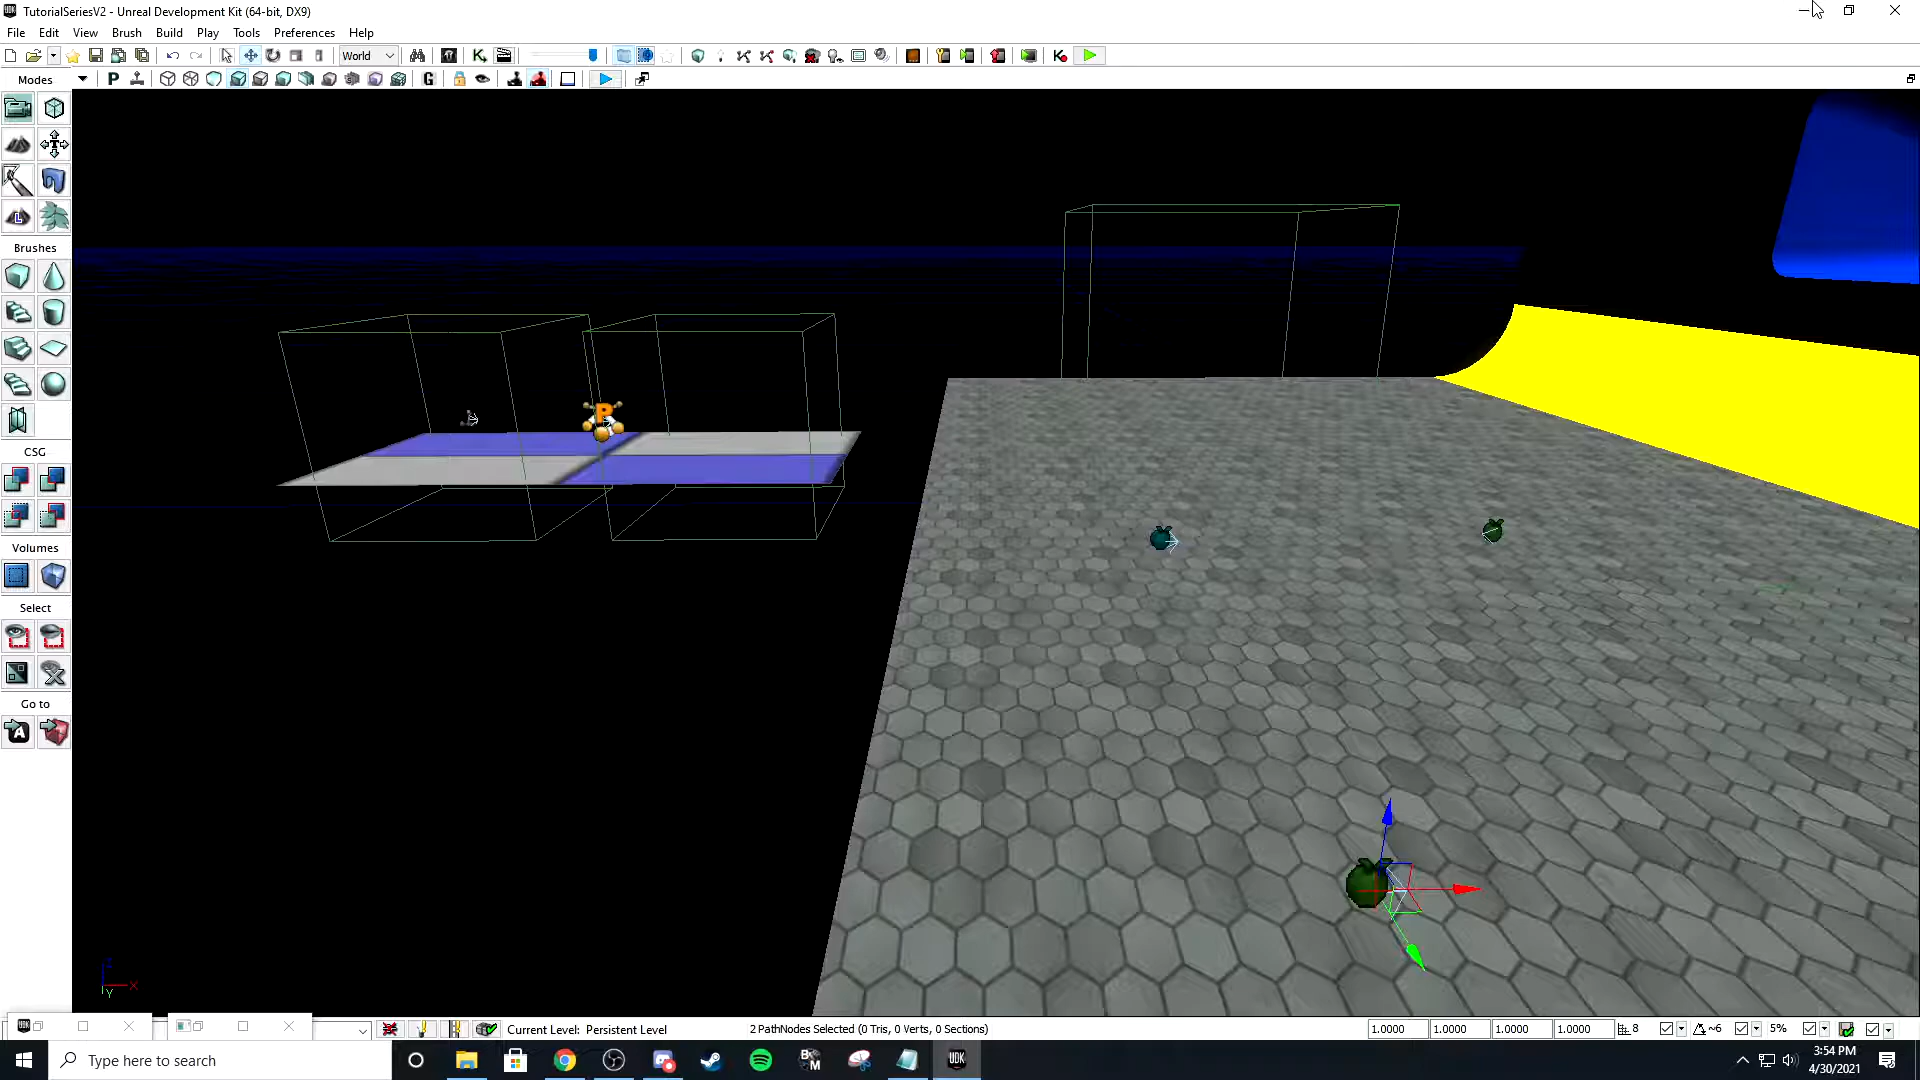 TutorialSeriesV2 - Unreal Development Kit (64-bit, DX9)
File Edit View Brush Build Play Tools Preferences Help
World
Modes
P G
Brushes
CSG
Volumes
Select
Go to
P
Current Level: Persistent Level
2 PathNodes Selected (0 Tris, 0 Verts, 0 Sections)
1.0000 1.0000 1.0000 1.0000 8 ~6 5%
Type here to search
UDK
3:54 PM
4/30/2021